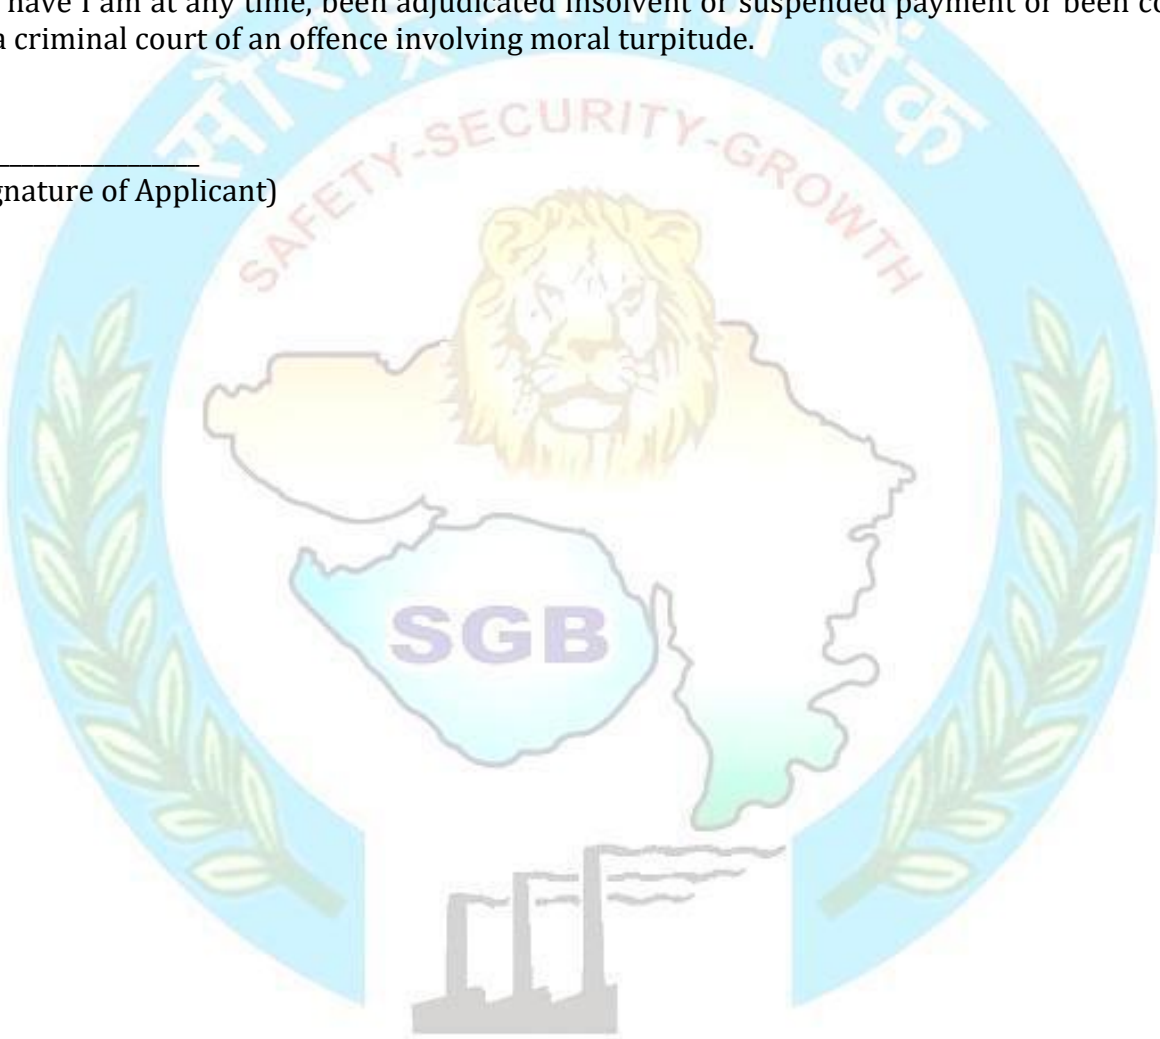 have I am at any time, been adjudicated insolvent or suspended payment or been co
a criminal court of an offence involving moral turpitude.
____________________
gnature of Applicant)
बैंक
SAFETY-SECURITY-GROWTH
SGB